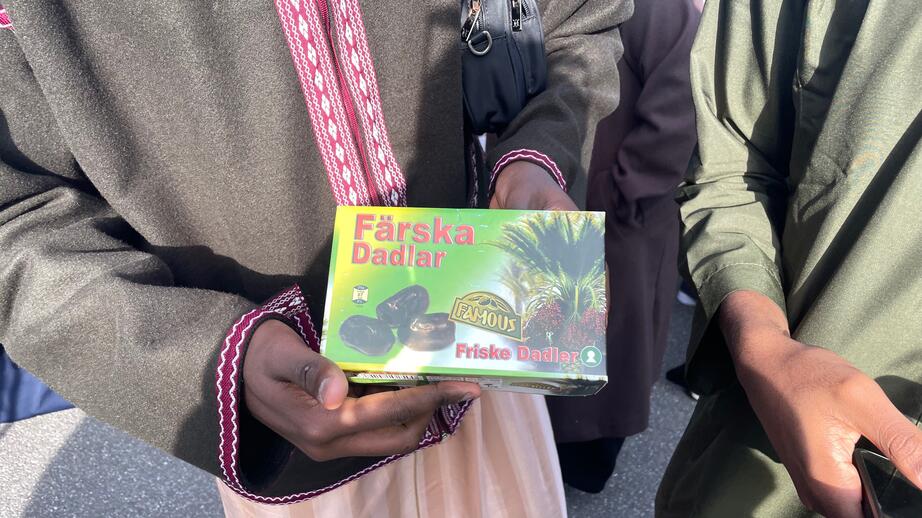 Färska
Dadlar
FAMOUS
Friske Dadler